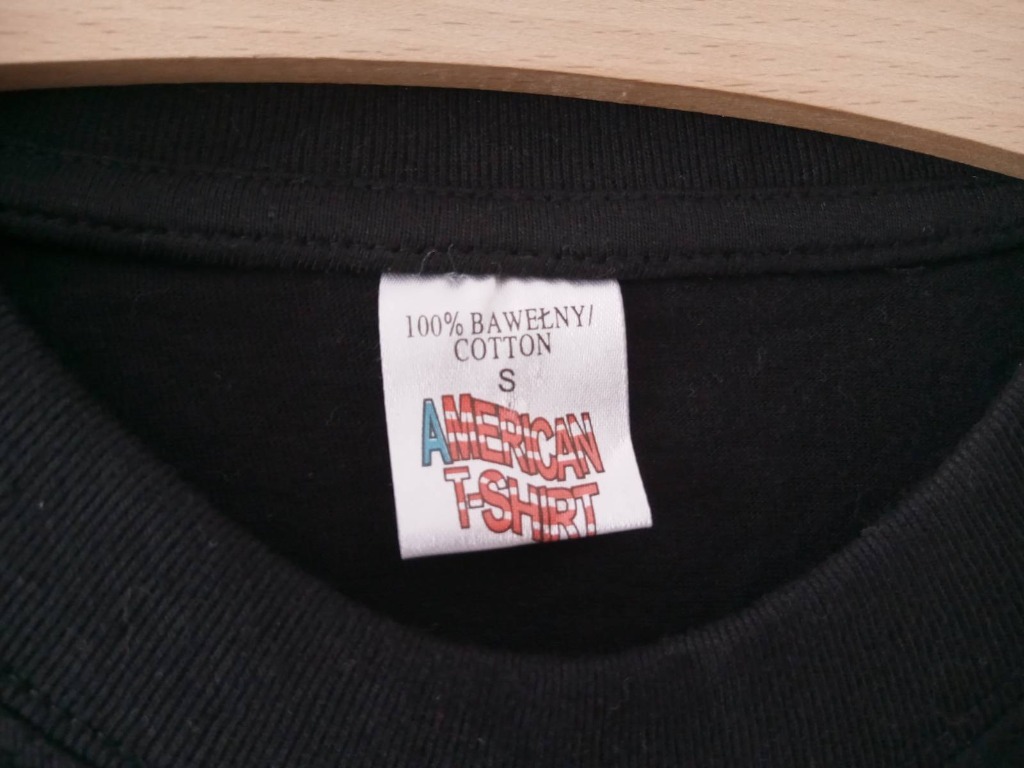 100% BAWEŁNY/
COTTON
S
AMERICAN
T-SHIRT